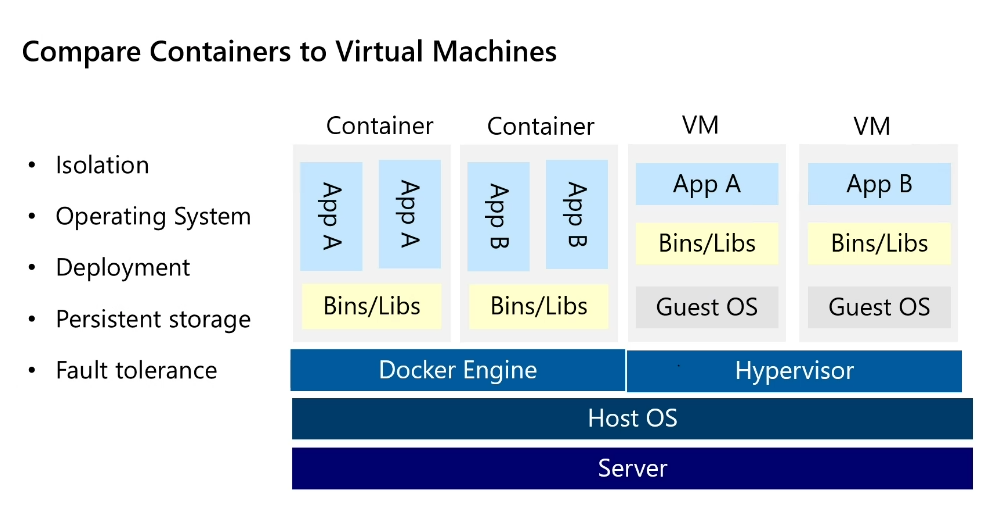 Compare Containers to Virtual Machines
• Isolation
• Operating System
• Deployment
• Persistent storage
• Fault tolerance
Container
Container
VM
VM
App A
App A
App B
App B
App A
App B
Bins/Libs
Bins/Libs
Bins/Libs
Bins/Libs
Guest OS
Guest OS
Docker Engine
Hypervisor
Host OS
Server